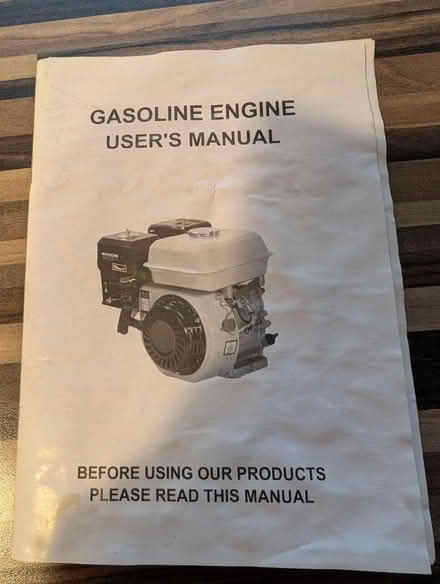 GASOLINE ENGINE
USER'S MANUAL
BEFORE USING OUR PRODUCTS
PLEASE READ THIS MANUAL